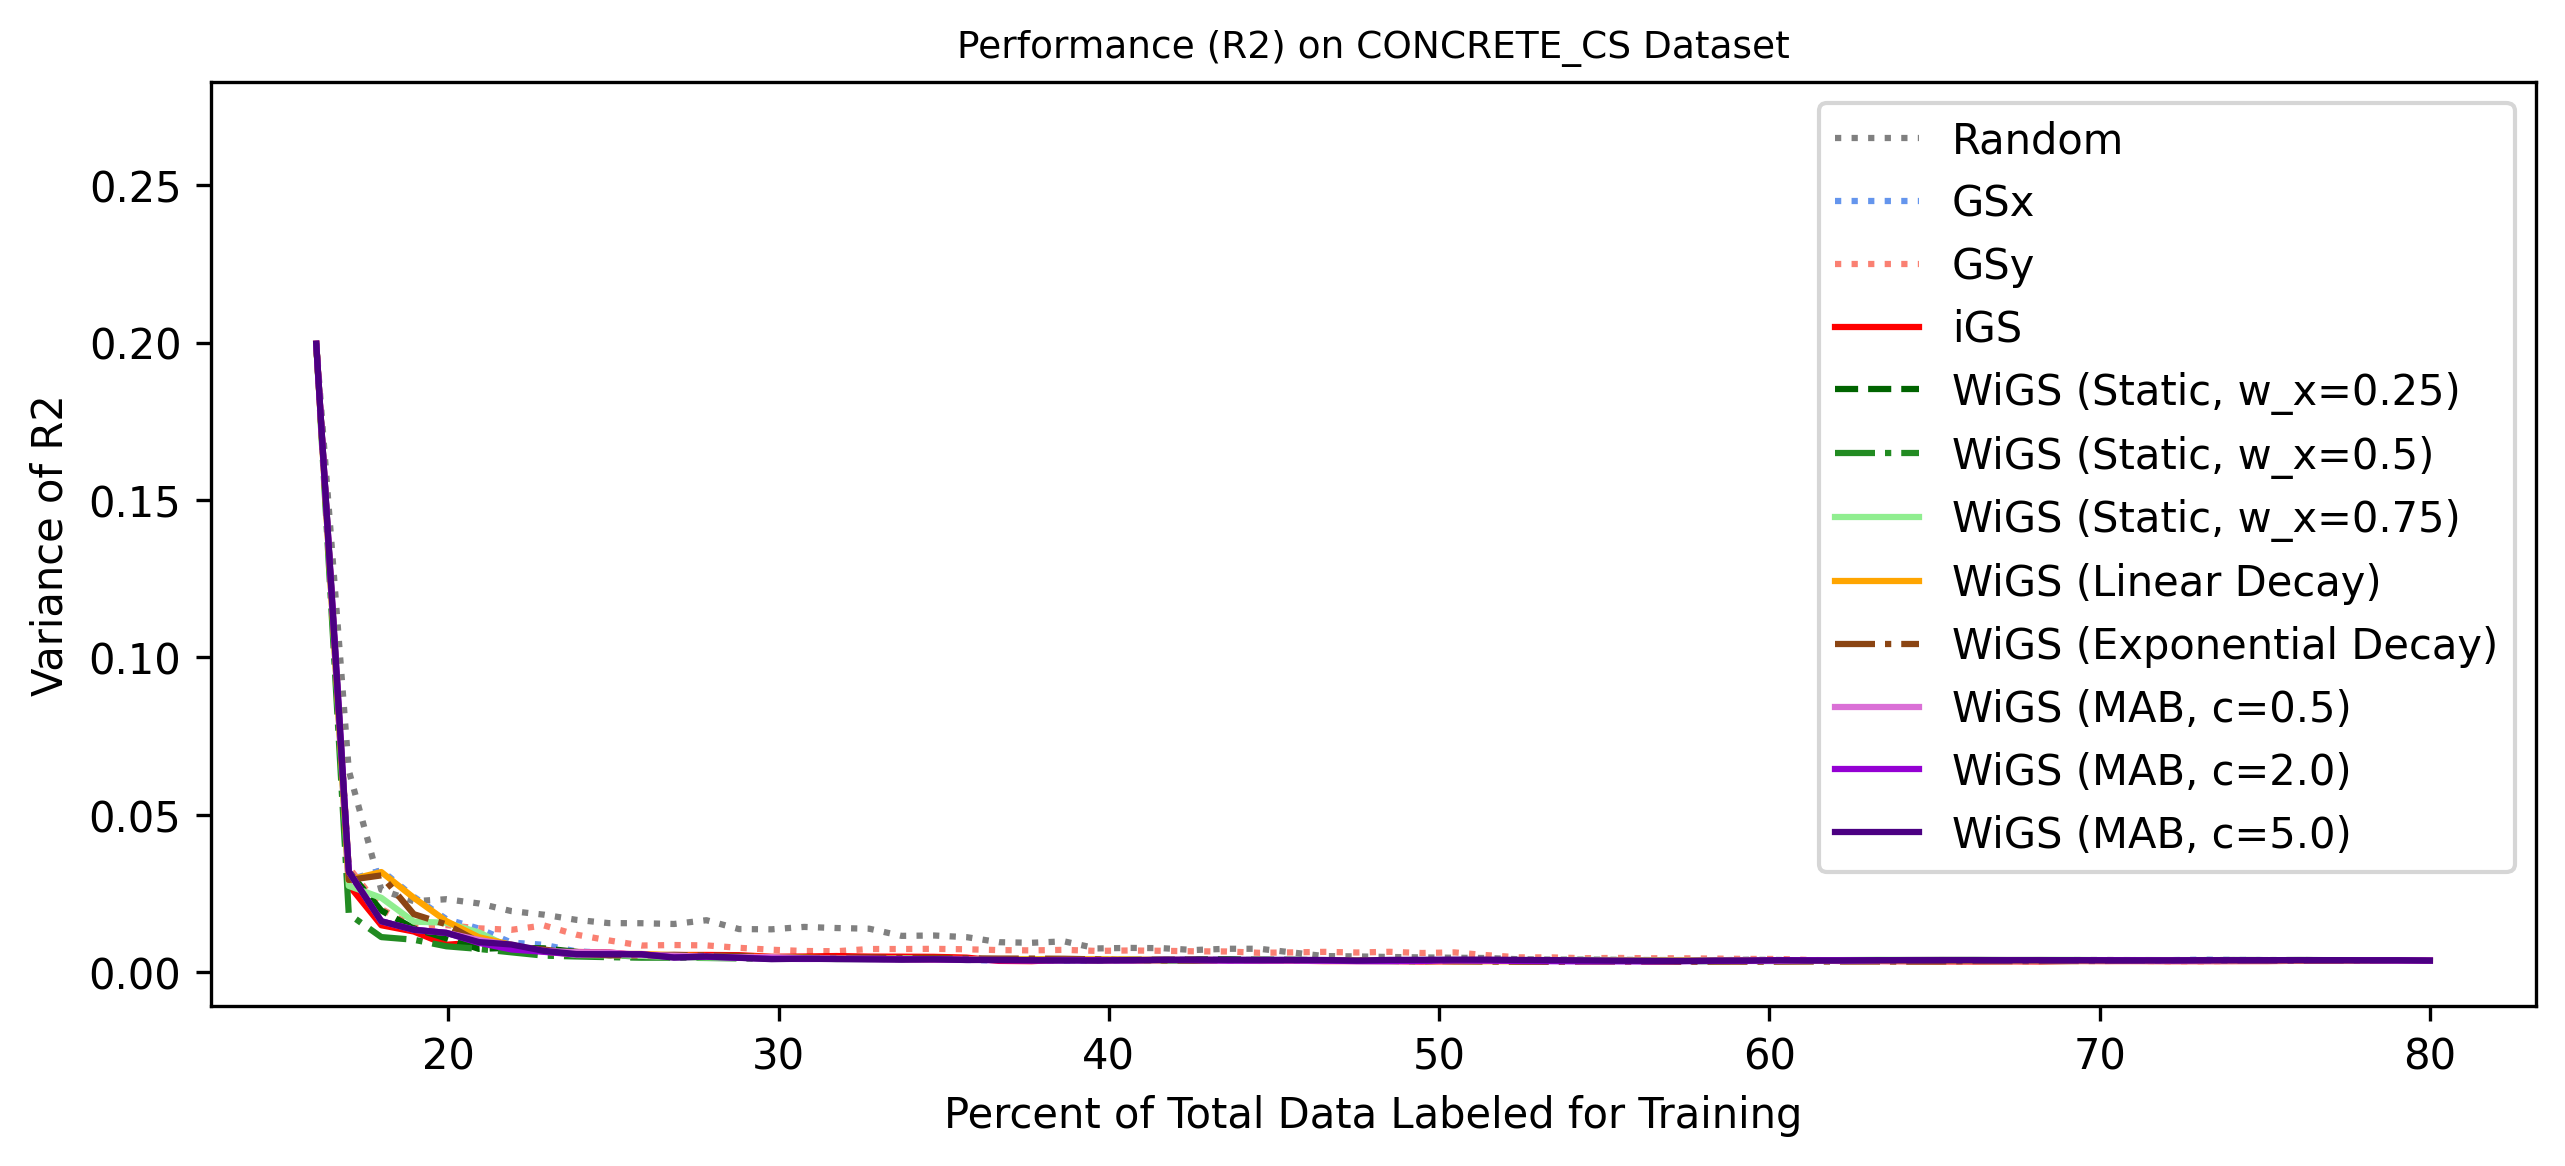 Performance (R2) on CONCRETE_CS Dataset
Variance of R2
0.25
0.20
0.15
0.10
0.05
0.00
20 30 40 50 60 70 80
Percent of Total Data Labeled for Training
Random
GSx
GSy
iGS
WiGS (Static, w_x=0.25)
WiGS (Static, w_x=0.5)
WiGS (Static, w_x=0.75)
WiGS (Linear Decay)
WiGS (Exponential Decay)
WiGS (MAB, c=0.5)
WiGS (MAB, c=2.0)
WiGS (MAB, c=5.0)